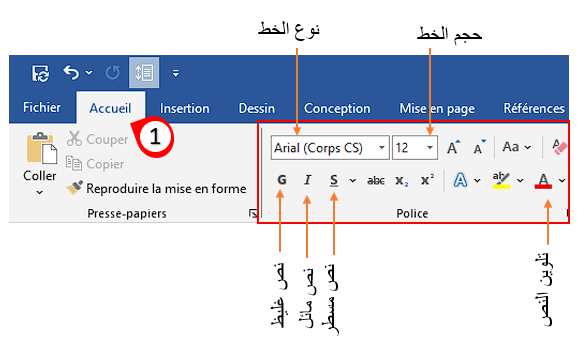 نوع الخط
حجم الخط
Fichier Accueil Insertion Dessin Conception Mise en page Références
1
Coller
Couper
Copier
Reproduire la mise en forme
Presse-papiers
Arial (Corps CS) 12 A A Aa A
G I S abc x₂ x² A ab A
Police
نص غليظ
نص مائل
نص مسطر
تلوين النص